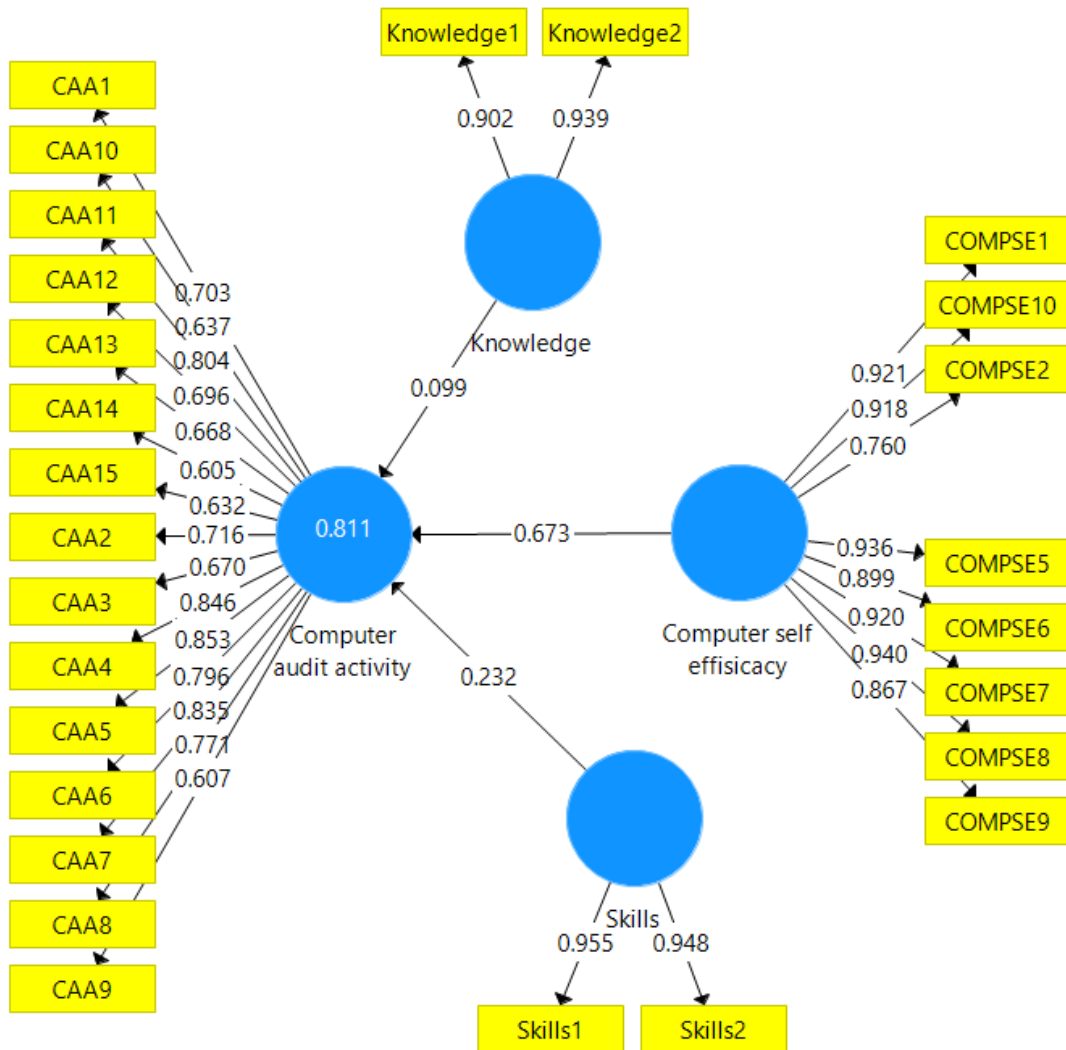 Knowledge1 Knowledge2
CAA1
CAA10
CAA11
CAA12
CAA13
CAA14
CAA15
CAA2
CAA3
CAA4
CAA5
CAA6
CAA7
CAA8
CAA9
0.703
0.637
0.804
0.696
0.668
0.605
0.632
0.716
0.670
0.846
0.853
0.796
0.835
0.771
0.607
0.902 0.939
Knowledge
0.099
0.811
Computer
audit activity
0.673
0.232
Computer self
effisicacy
0.921
0.918
0.760
0.936
0.899
0.920
0.940
0.867
COMPSE1
COMPSE10
COMPSE2
COMPSE5
COMPSE6
COMPSE7
COMPSE8
COMPSE9
Skills
0.955 0.948
Skills1 Skills2